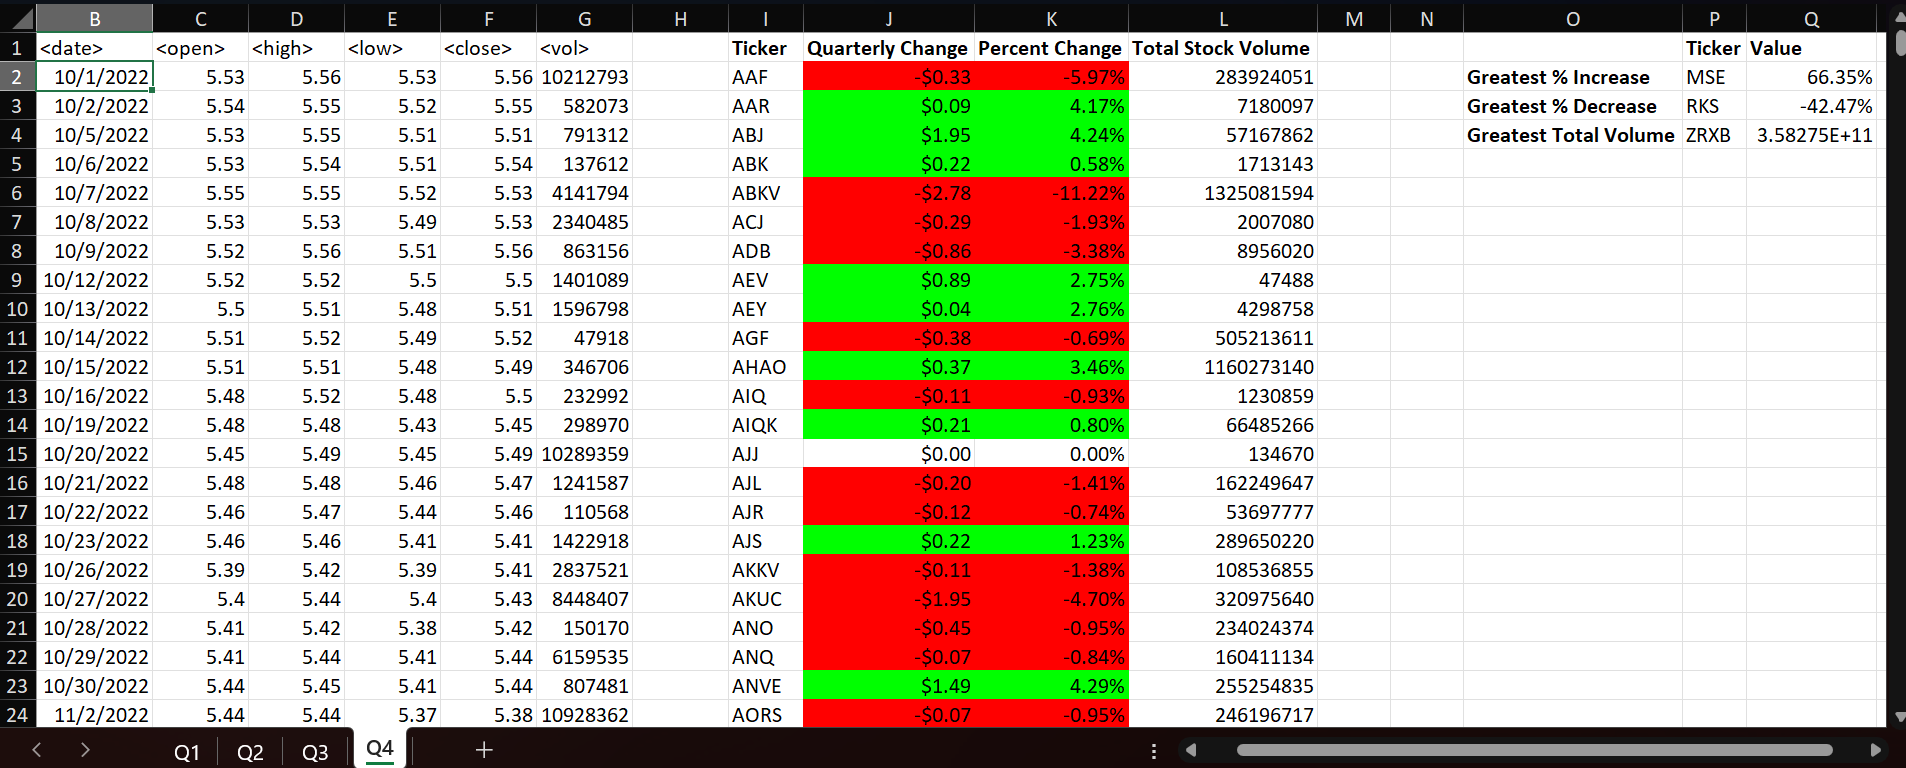 B C D E F G H I J K L M N O P Q
1 <date> <open> <high> <low> <close> <vol> Ticker Quarterly Change Percent Change Total Stock Volume Ticker Value
2 10/1/2022 5.53 5.56 5.53 5.56 10212793 AAF -$0.33 -5.97% 283924051 Greatest % Increase MSE 66.35%
3 10/2/2022 5.54 5.55 5.52 5.55 582073 AAR $0.09 4.17% 7180097 Greatest % Decrease RKS -42.47%
4 10/5/2022 5.53 5.55 5.51 5.51 791312 ABJ $1.95 4.24% 57167862 Greatest Total Volume ZRXB 3.58275E+11
5 10/6/2022 5.53 5.54 5.51 5.54 137612 ABK $0.22 0.58% 1713143
6 10/7/2022 5.55 5.55 5.52 5.53 4141794 ABKV -$2.78 -11.22% 1325081594
7 10/8/2022 5.53 5.53 5.49 5.53 2340485 ACJ -$0.29 -1.93% 2007080
8 10/9/2022 5.52 5.56 5.51 5.56 863156 ADB -$0.86 -3.38% 8956020
9 10/12/2022 5.52 5.52 5.5 5.5 1401089 AEV $0.89 2.75% 47488
10 10/13/2022 5.5 5.51 5.48 5.51 1596798 AEY $0.04 2.76% 4298758
11 10/14/2022 5.51 5.52 5.49 5.52 47918 AGF -$0.38 -0.69% 505213611
12 10/15/2022 5.51 5.51 5.48 5.49 346706 AHAO $0.37 3.46% 1160273140
13 10/16/2022 5.48 5.52 5.48 5.5 232992 AIQ -$0.11 -0.93% 1230859
14 10/19/2022 5.48 5.48 5.43 5.45 298970 AIQK $0.21 0.80% 66485266
15 10/20/2022 5.45 5.49 5.45 5.49 10289359 AJJ $0.00 0.00% 134670
16 10/21/2022 5.48 5.48 5.46 5.47 1241587 AJL -$0.20 -1.41% 162249647
17 10/22/2022 5.46 5.47 5.44 5.46 110568 AJR -$0.12 -0.74% 53697777
18 10/23/2022 5.46 5.46 5.41 5.41 1422918 AJS $0.22 1.23% 289650220
19 10/26/2022 5.39 5.42 5.39 5.41 2837521 AKKV -$0.11 -1.38% 108536855
20 10/27/2022 5.4 5.44 5.4 5.43 8448407 AKUC -$1.95 -4.70% 320975640
21 10/28/2022 5.41 5.42 5.38 5.42 150170 ANO -$0.45 -0.95% 234024374
22 10/29/2022 5.41 5.44 5.41 5.44 6159535 ANQ -$0.07 -0.84% 160411134
23 10/30/2022 5.44 5.45 5.41 5.44 807481 ANVE $1.49 4.29% 255254835
24 11/2/2022 5.44 5.44 5.37 5.38 10928362 AORS -$0.07 -0.95% 246196717
Q1 Q2 Q3 Q4